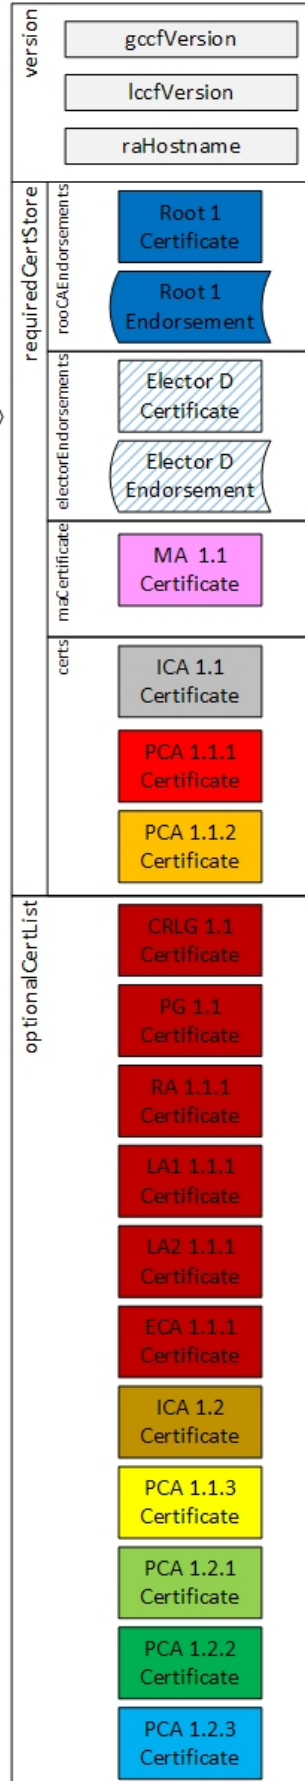 version
gccfVersion
lccfVersion
raHostname
requiredCertStore
rooCAEndorsements
Root 1
Certificate
Root 1
Endorsement
electorEndorsements
Elector D
Certificate
Elector D
Endorsement
maCertificate
MA 1.1
Certificate
certs
ICA 1.1
Certificate
PCA 1.1.1
Certificate
PCA 1.1.2
Certificate
optionalCertList
CRLG 1.1
Certificate
PG 1.1
Certificate
RA 1.1.1
Certificate
LA1 1.1.1
Certificate
LA2 1.1.1
Certificate
ECA 1.1.1
Certificate
ICA 1.2
Certificate
PCA 1.1.3
Certificate
PCA 1.2.1
Certificate
PCA 1.2.2
Certificate
PCA 1.2.3
Certificate